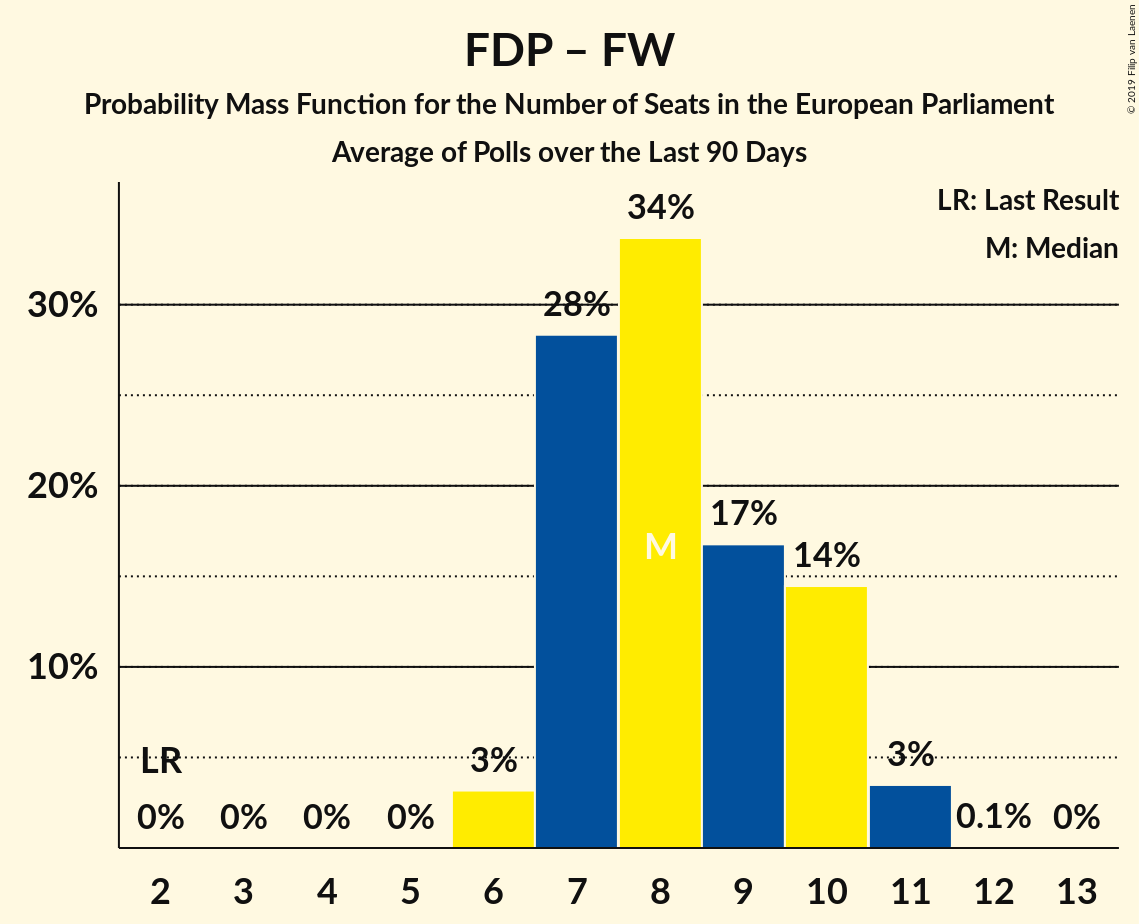 FDP – FW
Probability Mass Function for the Number of Seats in the European Parliament
Average of Polls over the Last 90 Days
© 2019 Filip van Laenen
LR: Last Result
M: Median
34%
30%
28%
20%
17%
M
14%
10%
LR
3%
3%
0%
0%
0%
0%
0.1%
0%
2 3 4 5 6 7 8 9 10 11 12 13